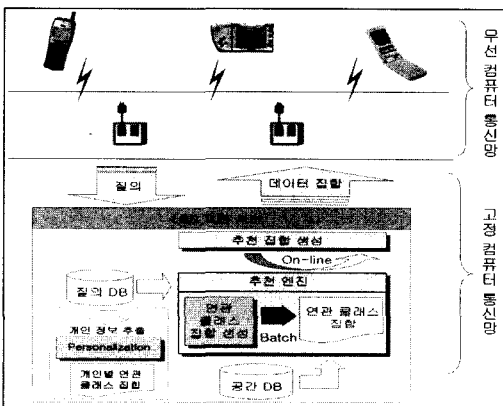 무선 컴퓨터 통신망
질의
데이터 집합
고정 컴퓨터 통신망
추천 집합 생성
On-line
추천 엔진
질의 DB
연관
클래스
집합 생성
Batch
연관 클래스
집합
개인 정보 추출
Personalization
개인별 연관
클래스 집합
공간 DB